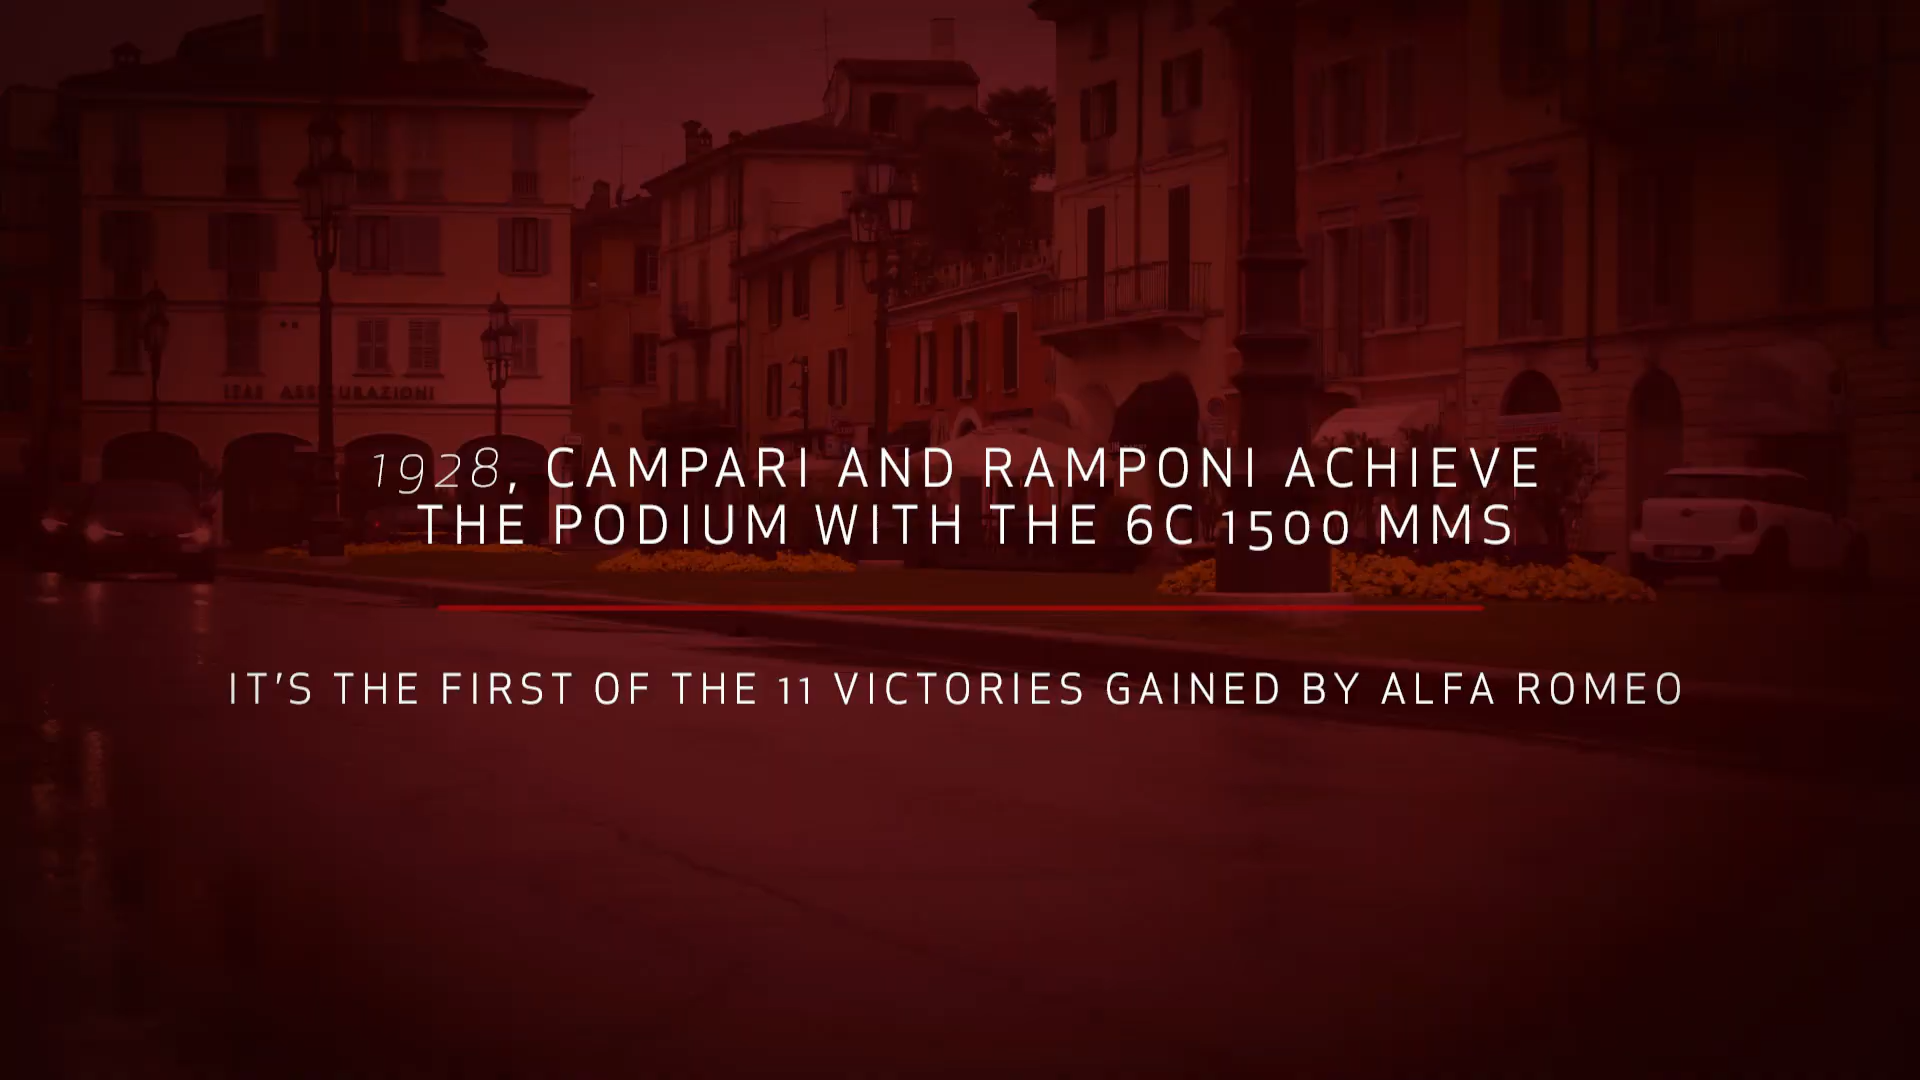 1928, CAMPARI AND RAMPONI ACHIEVE
THE PODIUM WITH THE 6C 1500 MMS
IT'S THE FIRST OF THE 11 VICTORIES GAINED BY ALFA ROMEO
ASSICURAZIONI